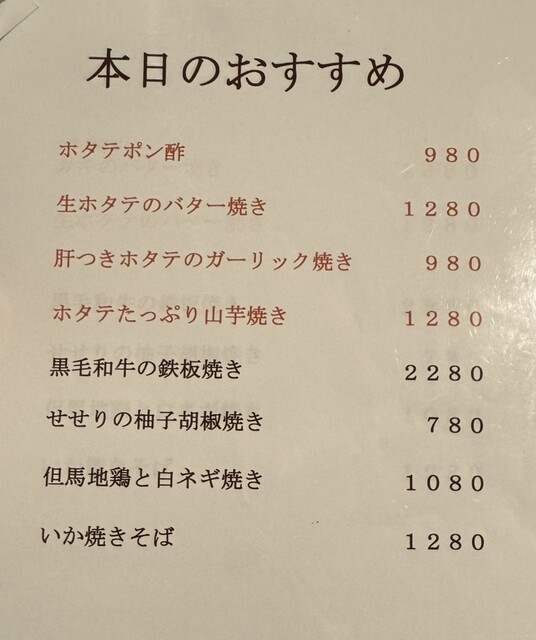 本日のおすすめ
ホタテポン酢 980
生ホタテのバター焼き 1280
肝つきホタテのガーリック焼き 980
ホタテたっぷり山芋焼き 1280
黒毛和牛の鉄板焼き 2280
せせりの柚子胡椒焼き 780
但馬地鶏と白ネギ焼き 1080
いか焼きそば 1280